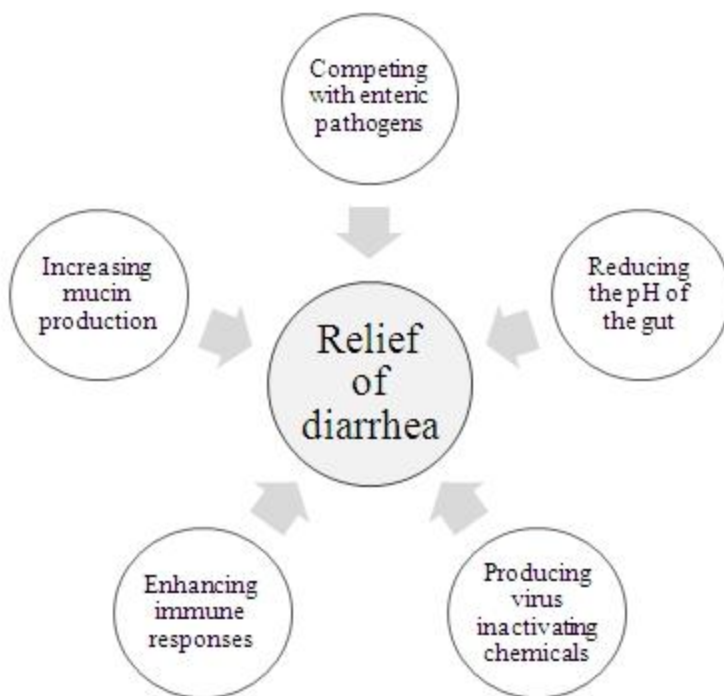 Competing
with enteric
pathogens
Increasing
mucin
production
Reducing
the pH of
the gut
Relief
of
diarrhea
Enhancing
immune
responses
Producing
virus
inactivating
chemicals